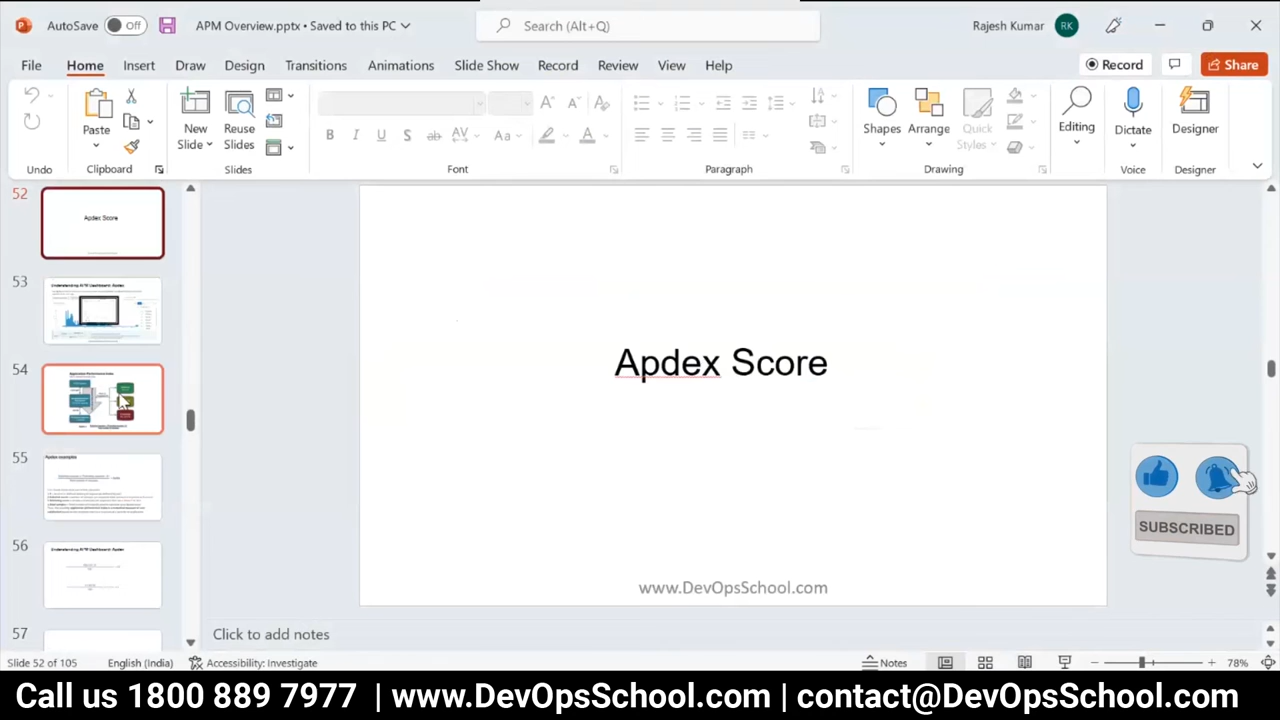 AutoSave Off APM Overview.pptx • Saved to this PC Search (Alt+Q) Rajesh Kumar RK
File Home Insert Draw Design Transitions Animations Slide Show Record Review View Help Record Share
Paste New Slide Reuse Slides Shapes Arrange Quick Styles Editing Dictate Designer
Undo Clipboard Slides Font Paragraph Drawing Voice Designer
52
Apdex Score
53
54
55
56
57
Apdex Score
www.DevOpsSchool.com
SUBSCRIBED
Click to add notes
Slide 52 of 105 English (India) Accessibility: Investigate Notes 78%
Call us 1800 889 7977 | www.DevOpsSchool.com | contact@DevOpsSchool.com